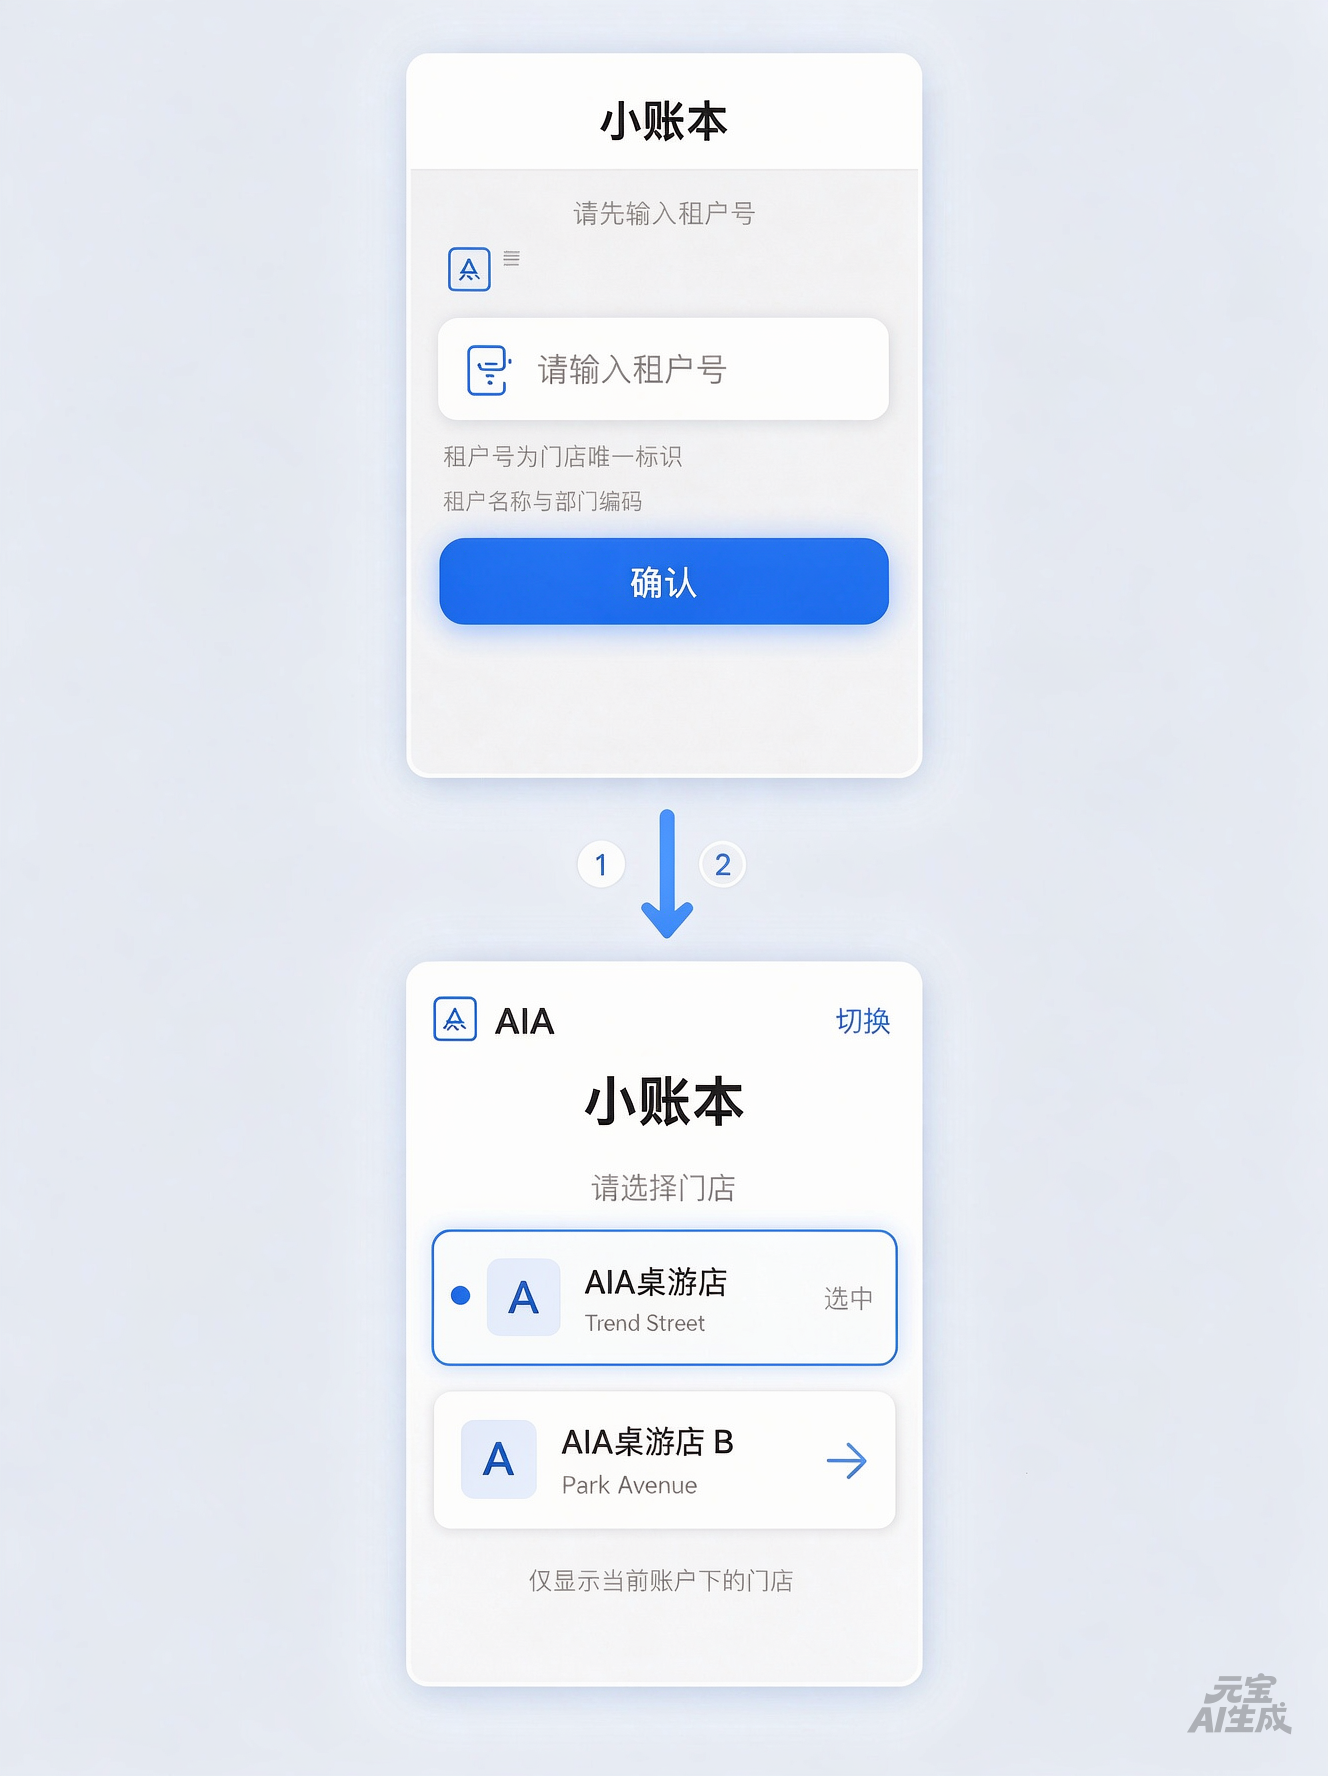 小账本
请先输入租户号
请输入租户号
租户号为门店唯一标识
租户名称与部门编码
确认
1
2
AIA
切换
小账本
请选择门店
A
AIA桌游店
Trend Street
选中
A
AIA桌游店 B
Park Avenue
仅显示当前账户下的门店
元宝
AI生成